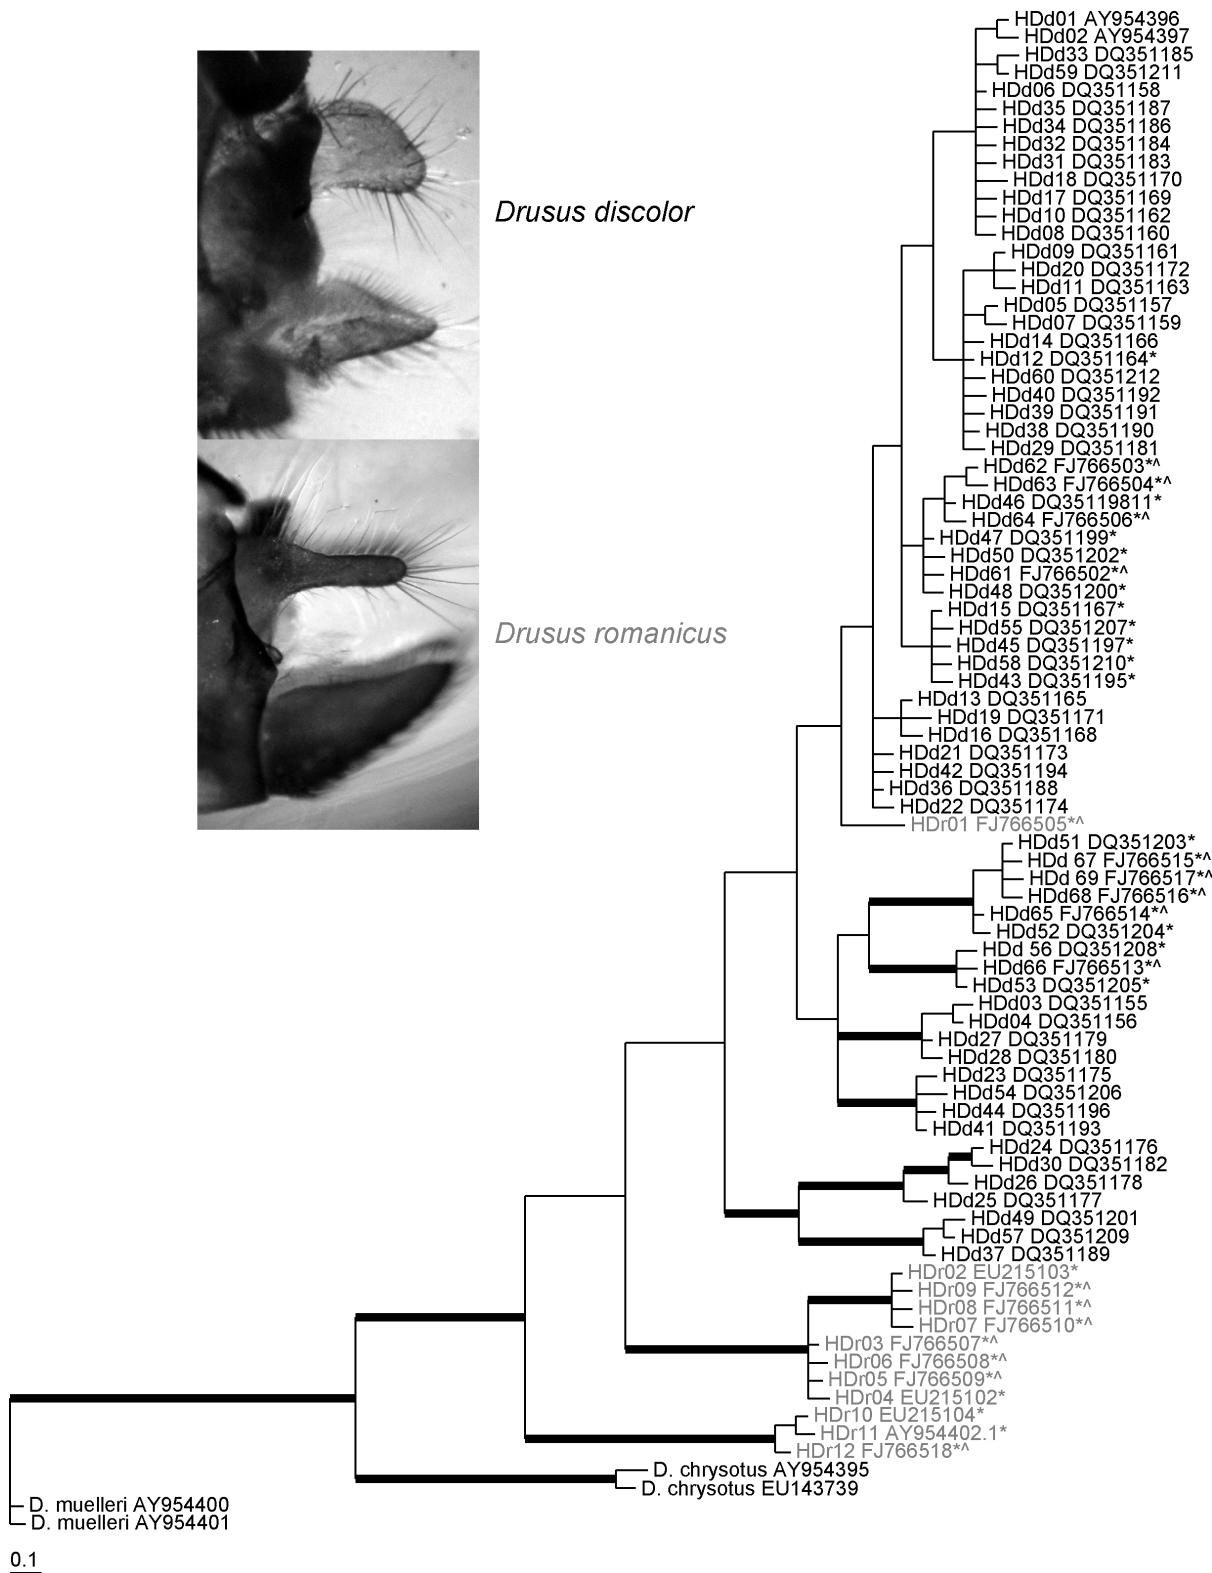 HDd01 AY954396
HDd02 AY954397
HDd33 DQ351185
HDd59 DQ351211
HDd06 DQ351158
HDd35 DQ351187
HDd34 DQ351186
HDd32 DQ351184
HDd31 DQ351183
HDd18 DQ351170
HDd17 DQ351169
HDd10 DQ351162
HDd08 DQ351160
HDd09 DQ351161
HDd20 DQ351172
HDd11 DQ351163
HDd05 DQ351157
HDd07 DQ351159
HDd14 DQ351166
HDd12 DQ351164*
HDd60 DQ351212
HDd40 DQ351192
HDd39 DQ351191
HDd38 DQ351190
HDd29 DQ351181
HDd62 FJ766503*^
HDd63 FJ766504*^
HDd46 DQ35119811*
HDd64 FJ766506*^
HDd47 DQ351199*
HDd50 DQ351202*
HDd61 FJ766502*^
HDd48 DQ351200*
HDd15 DQ351167*
HDd55 DQ351207*
HDd45 DQ351197*
HDd58 DQ351210*
HDd43 DQ351195*
HDd13 DQ351165
HDd19 DQ351171
HDd16 DQ351168
HDd21 DQ351173
HDd42 DQ351194
HDd36 DQ351188
HDd22 DQ351174
HDr01 FJ766505*^
HDd51 DQ351203*
HDd 67 FJ766515*^
HDd 69 FJ766517*^
HDd68 FJ766516*^
HDd65 FJ766514*^
HDd52 DQ351204*
HDd 56 DQ351208*
HDd66 FJ766513*^
HDd53 DQ351205*
HDd03 DQ351155
HDd04 DQ351156
HDd27 DQ351179
HDd28 DQ351180
HDd23 DQ351175
HDd54 DQ351206
HDd44 DQ351196
HDd41 DQ351193
HDd24 DQ351176
HDd30 DQ351182
HDd26 DQ351178
HDd25 DQ351177
HDd49 DQ351201
HDd57 DQ351209
HDd37 DQ351189
HDr02 EU215103*
HDr09 FJ766512*^
HDr08 FJ766511*^
HDr07 FJ766510*^
HDr03 FJ766507*^
HDr06 FJ766508*^
HDr05 FJ766509*^
HDr04 EU215102*
HDr10 EU215104*
HDr11 AY954402.1*
HDr12 FJ766518*^
D. chrysotus AY954395
D. chrysotus EU143739
D. muelleri AY954400
D. muelleri AY954401
0.1
Drusus discolor
Drusus romanicus